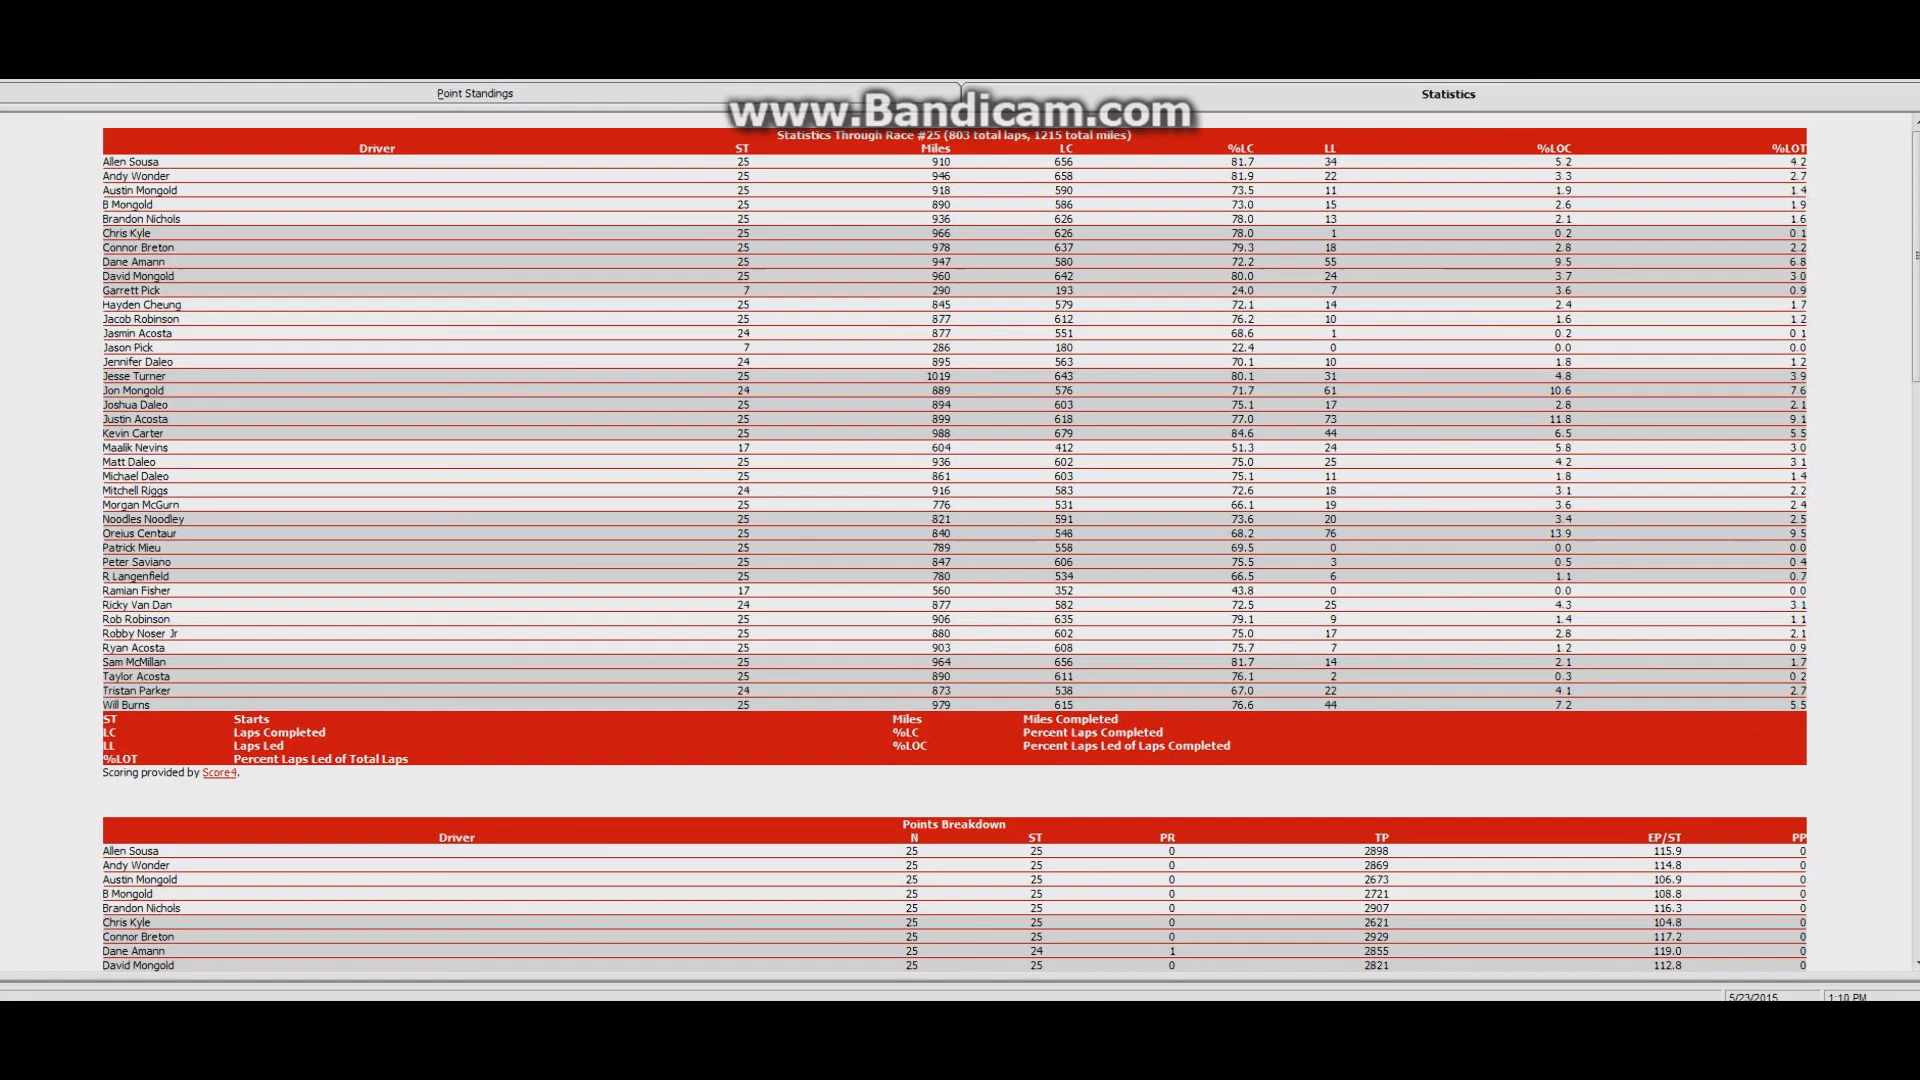 Point Standings Statistics
www.Bandicam.com
Statistics Through Race #25 (803 total laps, 1215 total miles)
Driver ST Miles LC %LC LL %LOC %LOT
Allen Sousa 25 910 656 81.7 34 5.2 4.2
Andy Wonder 25 946 658 81.9 22 3.3 2.7
Austin Mongold 25 918 590 73.5 11 1.9 1.4
B Mongold 25 890 586 73.0 15 2.6 1.9
Brandon Nichols 25 936 626 78.0 13 2.1 1.6
Chris Kyle 25 966 626 78.0 1 0.2 0.1
Connor Breton 25 978 637 79.3 18 2.8 2.2
Dane Amann 25 947 580 72.2 55 9.5 6.8
David Mongold 25 960 642 80.0 24 3.7 3.0
Garrett Pick 7 290 193 24.0 7 3.6 0.9
Hayden Cheung 25 845 579 72.1 14 2.4 1.7
Jacob Robinson 25 877 612 76.2 10 1.6 1.2
Jasmin Acosta 24 877 551 68.6 1 0.2 0.1
Jason Pick 7 286 180 22.4 0 0.0 0.0
Jennifer Daleo 24 895 563 70.1 10 1.8 1.2
Jesse Turner 25 1019 643 80.1 31 4.8 3.9
Jon Mongold 24 889 576 71.7 61 10.6 7.6
Joshua Daleo 25 894 603 75.1 17 2.8 2.1
Justin Acosta 25 899 618 77.0 73 11.8 9.1
Kevin Carter 25 988 679 84.6 44 6.5 5.5
Maalik Nevins 17 604 412 51.3 24 5.8 3.0
Matt Daleo 25 936 602 75.0 25 4.2 3.1
Michael Daleo 25 861 603 75.1 11 1.8 1.4
Mitchell Riggs 24 916 583 72.6 18 3.1 2.2
Morgan McGurn 25 776 531 66.1 19 3.6 2.4
Noodles Noodley 25 821 591 73.6 20 3.4 2.5
Oreius Centaur 25 840 548 68.2 76 13.9 9.5
Patrick Mieu 25 789 558 69.5 0 0.0 0.0
Peter Saviano 25 847 606 75.5 3 0.5 0.4
R Langenfield 25 780 534 66.5 6 1.1 0.7
Ramian Fisher 17 560 352 43.8 0 0.0 0.0
Ricky Van Dan 24 877 582 72.5 25 4.3 3.1
Rob Robinson 25 906 635 79.1 9 1.4 1.1
Robby Noser Jr 25 880 602 75.0 17 2.8 2.1
Ryan Acosta 25 903 608 75.7 7 1.2 0.9
Sam McMillan 25 964 656 81.7 14 2.1 1.7
Taylor Acosta 25 890 611 76.1 2 0.3 0.2
Tristan Parker 24 873 538 67.0 22 4.1 2.7
Will Burns 25 979 615 76.6 44 7.2 5.5
ST Starts Miles Miles Completed
LC Laps Completed %LC Percent Laps Completed
LL Laps Led %LOC Percent Laps Led of Laps Completed
%LOT Percent Laps Led of Total Laps
Scoring provided by Score4.
Points Breakdown
Driver N ST PR TP EP/ST PP
Allen Sousa 25 25 0 2898 115.9 0
Andy Wonder 25 25 0 2869 114.8 0
Austin Mongold 25 25 0 2673 106.9 0
B Mongold 25 25 0 2721 108.8 0
Brandon Nichols 25 25 0 2907 116.3 0
Chris Kyle 25 25 0 2621 104.8 0
Connor Breton 25 25 0 2929 117.2 0
Dane Amann 25 24 1 2855 119.0 0
David Mongold 25 25 0 2821 112.8 0
5/23/2015 1:10 PM